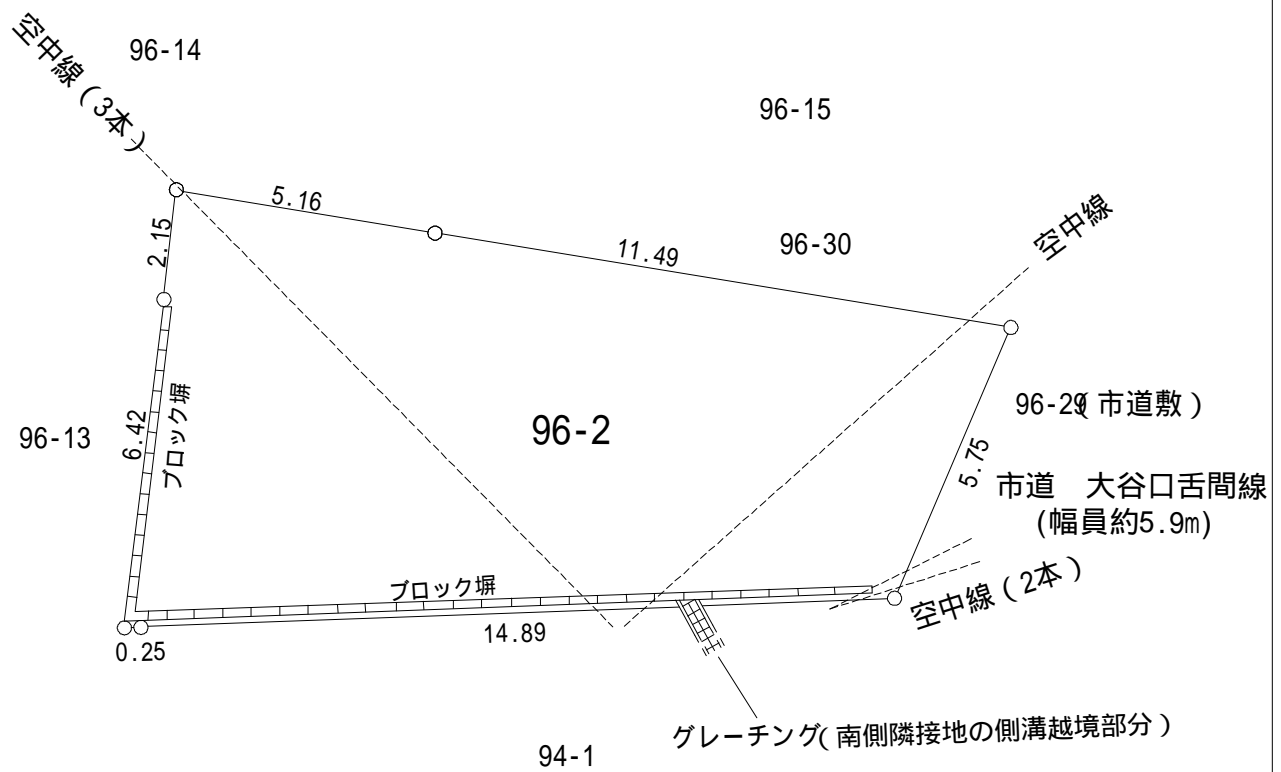 空中線（3本）
96-14
96-15
5.16
2.15
11.49
96-30
空中線
96-29（市道敷）
96-13
6.42
ブロック塀
96-2
5.75
市道　大谷口舌間線
(幅員約5.9m)
ブロック塀
空中線（2本）
14.89
0.25
グレーチング（南側隣接地の側溝越境部分）
94-1